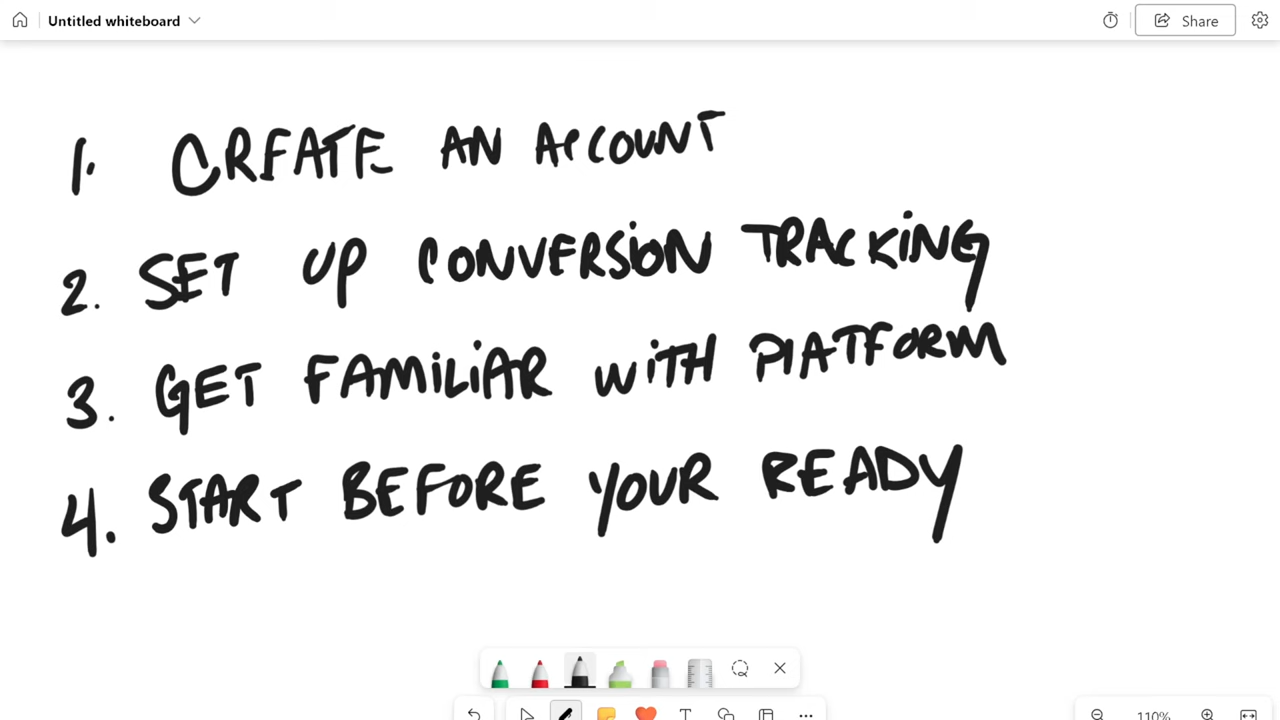 Untitled whiteboard
Share
1. CREATE AN ACCOUNT
2. SET UP CONVERSION TRACKING
3. GET FAMILIAR WITH PLATFORM
4. START BEFORE YOUR READY
T
110%